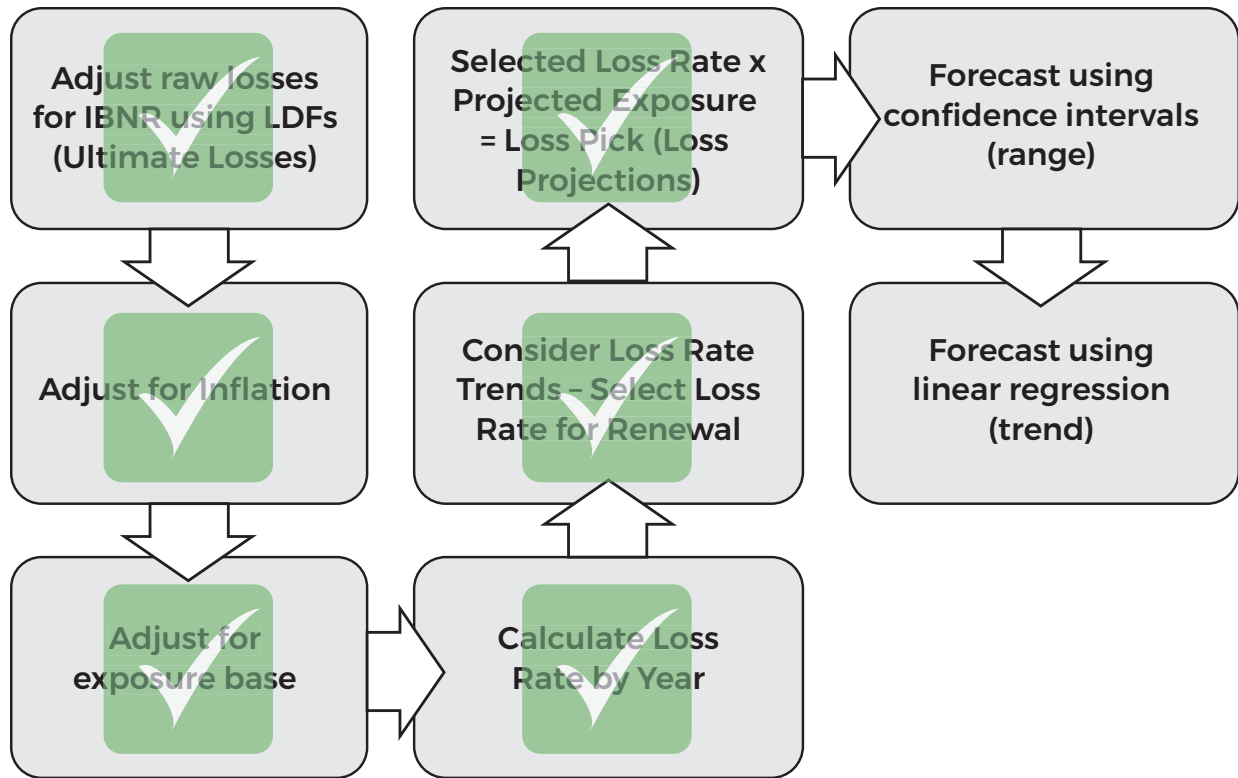 Adjust raw losses
for IBNR using LDFs
(Ultimate Losses)
Adjust for Inflation
Adjust for
exposure base
Calculate Loss
Rate by Year
Consider Loss Rate
Trends – Select Loss
Rate for Renewal
Selected Loss Rate x
Projected Exposure
= Loss Pick (Loss
Projections)
Forecast using
confidence intervals
(range)
Forecast using
linear regression
(trend)